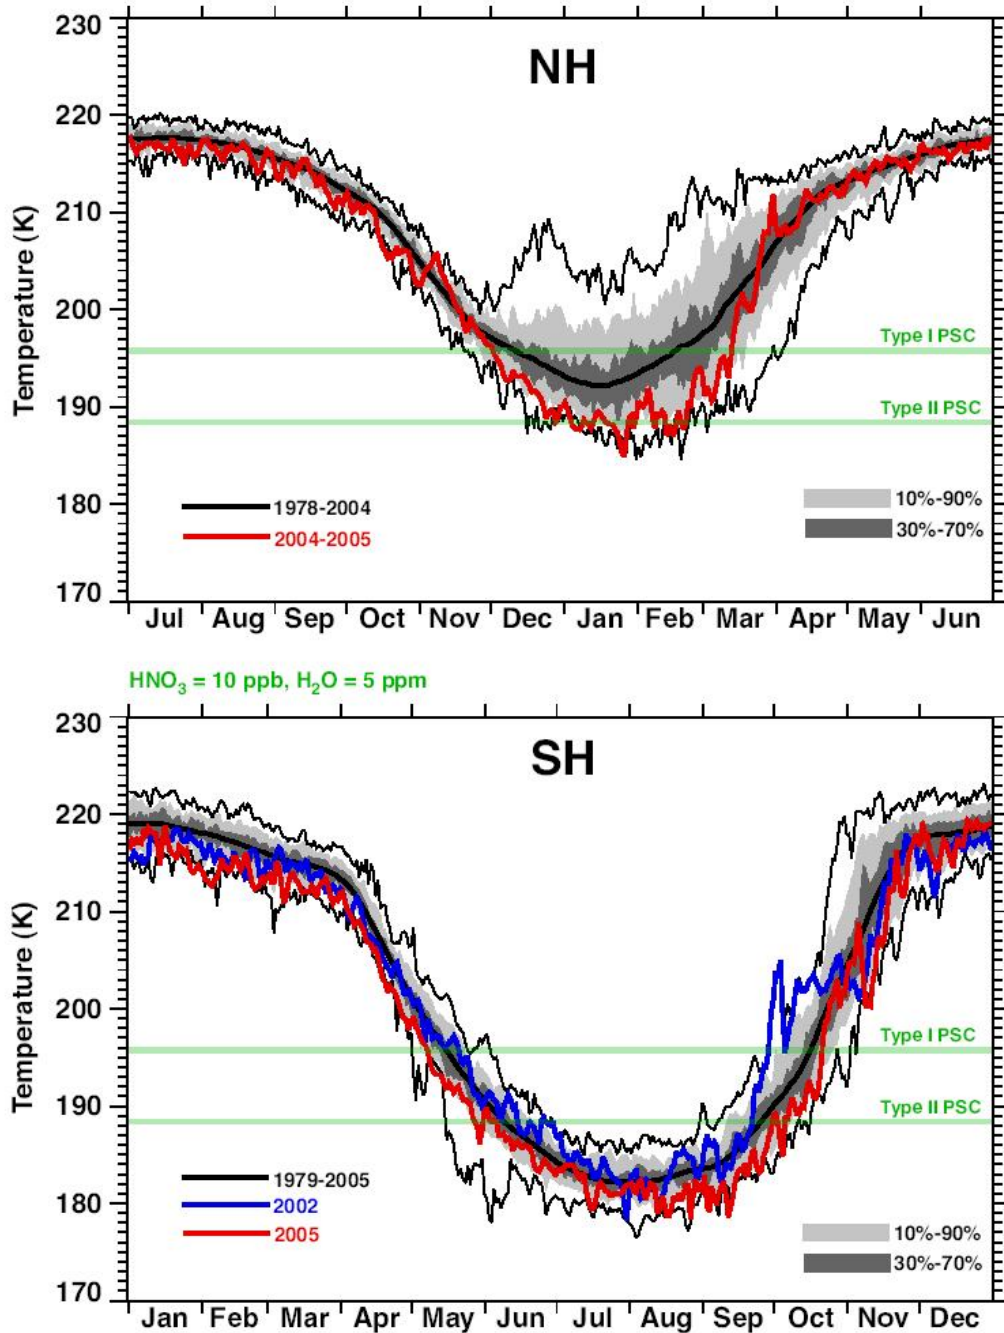 230
NH
220
210
Temperature (K)
200
Type I PSC
190
Type II PSC
180
1978-2004
10%-90%
2004-2005
30%-70%
170
Jul Aug Sep Oct Nov Dec Jan Feb Mar Apr May Jun
HNO₃ = 10 ppb, H₂O = 5 ppm
230
SH
220
210
Temperature (K)
200
Type I PSC
190
Type II PSC
180
1979-2005
2002
10%-90%
2005
30%-70%
170
Jan Feb Mar Apr May Jun Jul Aug Sep Oct Nov Dec